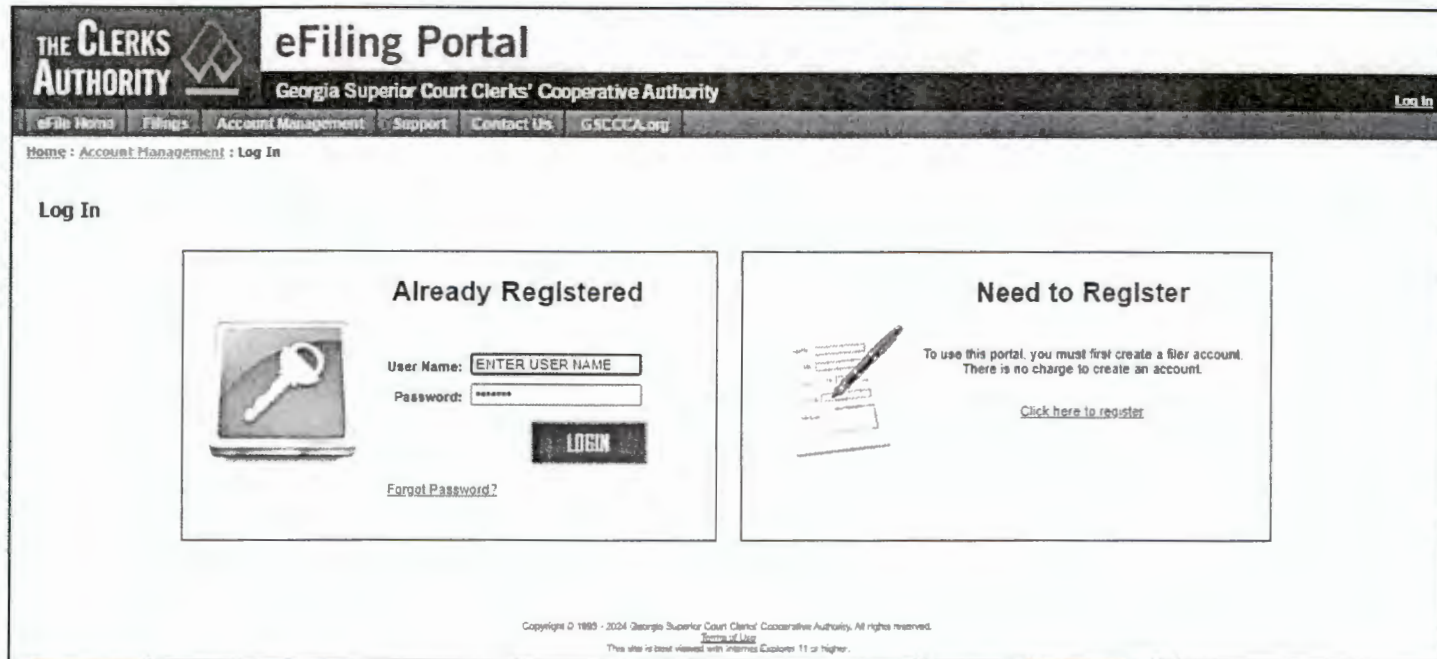 THE CLERKS
AUTHORITY
eFiling Portal
Georgia Superior Court Clerks' Cooperative Authority
Log In
eFile Home Filings Account Management Support Contact Us GSCCCA.org
Home : Account Management : Log In
Log In
Already Registered
User Name: ENTER USER NAME
Password: *******
LOGIN
Forgot Password?
Need to Register
To use this portal, you must first create a filer account.
There is no charge to create an account.
Click here to register
Copyright © 1993 - 2024 Georgia Superior Court Clerks' Cooperative Authority. All rights reserved.
Terms of Use
This site is best viewed with Internet Explorer 11 or higher.